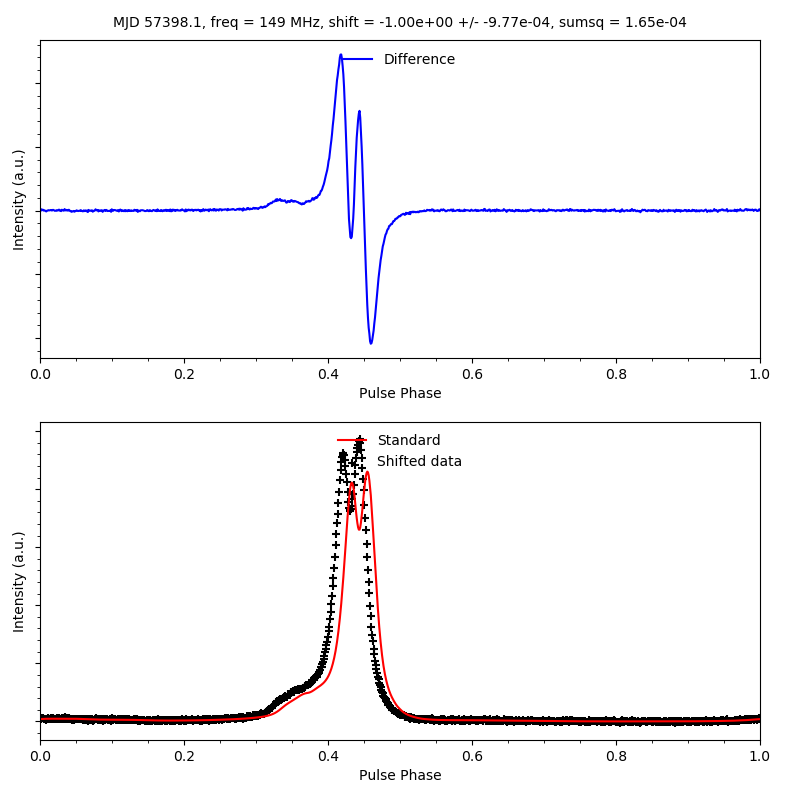 MJD 57398.1, freq = 149 MHz, shift = -1.00e+00 +/- -9.77e-04, sumsq = 1.65e-04
Difference
Intensity (a.u.)
0.0 0.2 0.4 0.6 0.8 1.0
Pulse Phase
Standard
Shifted data
Intensity (a.u.)
0.0 0.2 0.4 0.6 0.8 1.0
Pulse Phase